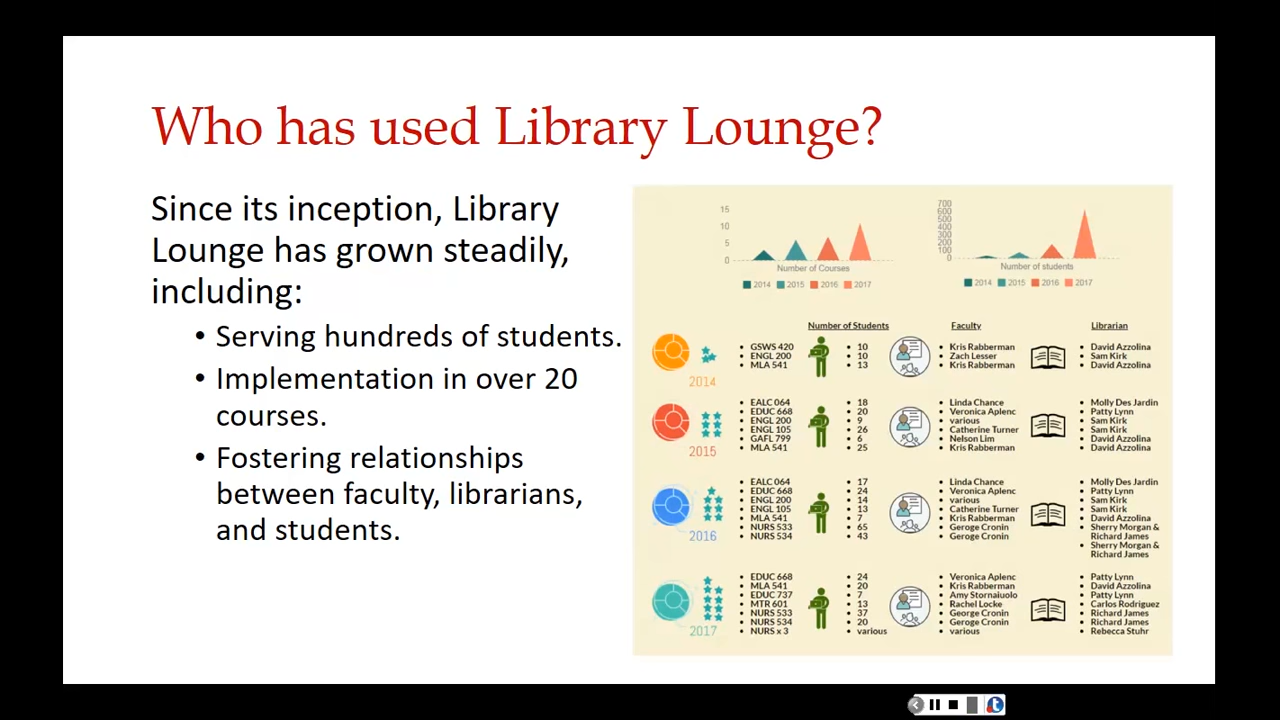 Who has used Library Lounge?
Since its inception, Library
Lounge has grown steadily,
including:
• Serving hundreds of students.
• Implementation in over 20
courses.
• Fostering relationships
between faculty, librarians,
and students.
15
10
5
0
Number of Courses
2014 2015 2016 2017
700
600
500
400
300
200
100
0
Number of students
2014 2015 2016 2017
Number of Students Faculty Librarian
• GSWS 420 • 10 • Kris Rabberman • David Azzolina
• ENGL 200 • 10 • Zach Lesser • Sam Kirk
• MLA 541 • 13 • Kris Rabberman • David Azzolina
2014
• EALC 064 • 18 • Linda Chance • Molly Des Jardin
• EDUC 668 • 20 • Veronica Aplenc • Patty Lynn
• ENGL 200 • 9 • various • Sam Kirk
• ENGL 105 • 26 • Catherine Turner • Sam Kirk
• GAFL 799 • 6 • Nelson Lim • David Azzolina
• MLA 541 • 25 • Kris Rabberman • David Azzolina
2015
• EALC 064 • 17 • Linda Chance • Molly Des Jardin
• EDUC 668 • 24 • Veronica Aplenc • Patty Lynn
• ENGL 200 • 14 • various • Sam Kirk
• ENGL 105 • 13 • Catherine Turner • Sam Kirk
• MLA 541 • 7 • Kris Rabberman • David Azzolina
• NURS 533 • 65 • Geroge Cronin • Sherry Morgan &
• NURS 534 • 43 • Geroge Cronin Richard James
• Sherry Morgan &
Richard James
2016
• EDUC 668 • 24 • Veronica Aplenc • Patty Lynn
• MLA 541 • 20 • Kris Rabberman • David Azzolina
• EDUC 737 • 7 • Amy Stornaiuolo • Patty Lynn
• MTR 601 • 13 • Rachel Locke • Carlos Rodriguez
• NURS 533 • 37 • George Cronin • Richard James
• NURS 534 • 20 • Geroge Cronin • Richard James
• NURS x 3 • various • various • Rebecca Stuhr
2017